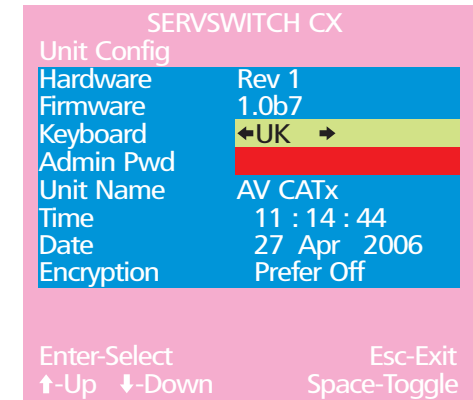 SERVSWITCH CX
Unit Config
Hardware Rev 1
Firmware 1.0b7
Keyboard ←UK →
Admin Pwd
Unit Name AV CATx
Time 11 : 14 : 44
Date 27 Apr 2006
Encryption Prefer Off
Enter-Select Esc-Exit
↑-Up ↓-Down Space-Toggle